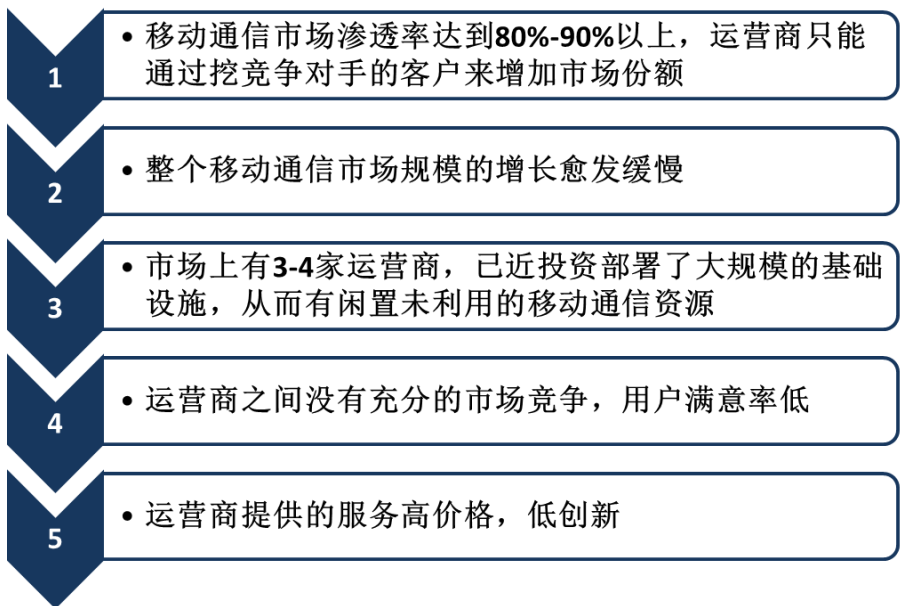 1
• 移动通信市场渗透率达到80%-90%以上，运营商只能
通过挖竞争对手的客户来增加市场份额
2
• 整个移动通信市场规模的增长愈发缓慢
3
• 市场上有3-4家运营商，已近投资部署了大规模的基础
设施，从而有闲置未利用的移动通信资源
4
• 运营商之间没有充分的市场竞争，用户满意率低
5
• 运营商提供的服务高价格，低创新